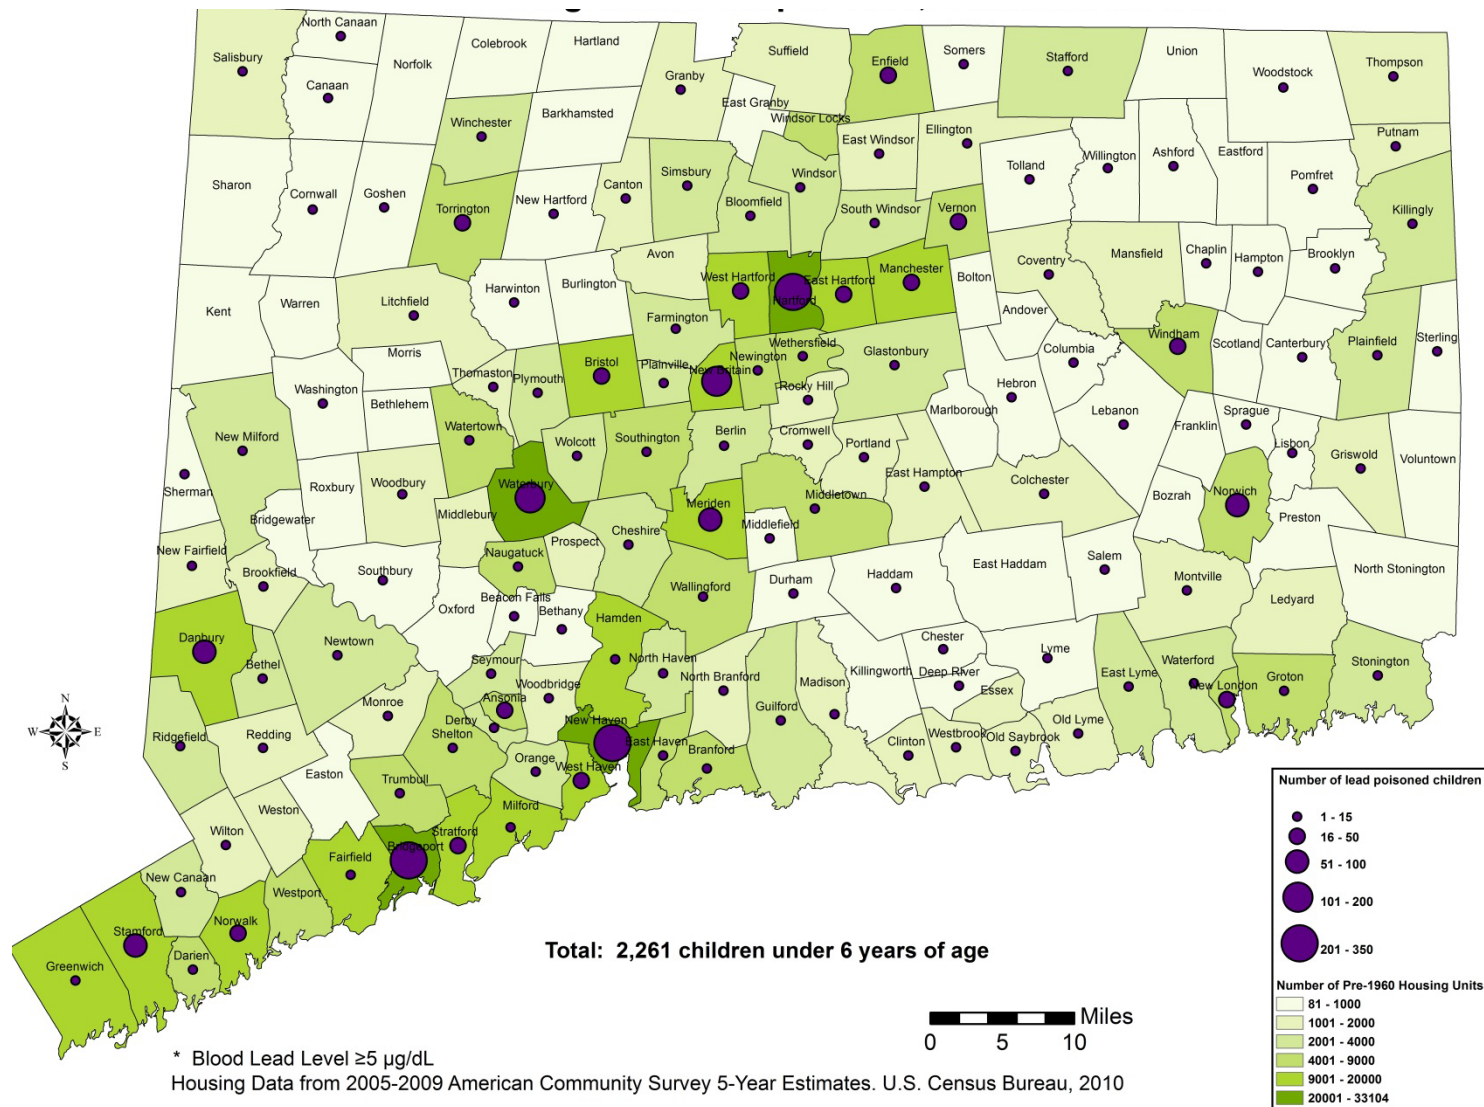 North Canaan
Colebrook
Hartland
Suffield
Enfield
Somers
Stafford
Union
Woodstock
Thompson
Salisbury
Norfolk
Canaan
Granby
East Granby
Winchester
Barkhamsted
Windsor Locks
East Windsor
Ellington
Putnam
Sharon
Cornwall
Goshen
Torrington
New Hartford
Canton
Simsbury
Bloomfield
Windsor
South Windsor
Vernon
Tolland
Willington
Ashford
Eastford
Pomfret
Killingly
Kent
Warren
Litchfield
Harwinton
Burlington
Avon
Farmington
West Hartford
Hartford
East Hartford
Manchester
Bolton
Coventry
Andover
Mansfield
Chaplin
Hampton
Brooklyn
Morris
Washington
Bethlehem
Thomaston
Plymouth
Bristol
Plainville
New Britain
Newington
Wethersfield
Rocky Hill
Glastonbury
Hebron
Columbia
Windham
Scotland
Canterbury
Plainfield
Sterling
New Milford
Watertown
Wolcott
Southington
Berlin
Cromwell
Portland
Marlborough
Lebanon
Franklin
Sprague
Lisbon
Griswold
Voluntown
Sherman
Roxbury
Woodbury
Waterbury
Meriden
Middletown
East Hampton
Colchester
Bozrah
Norwich
Preston
Bridgewater
Middlebury
Cheshire
Middlefield
New Fairfield
Brookfield
Southbury
Naugatuck
Prospect
Wallingford
Durham
Haddam
East Haddam
Salem
Montville
Ledyard
North Stonington
Danbury
Bethel
Newtown
Oxford
Beacon Falls
Bethany
Hamden
Seymour
Woodbridge
Ansonia
Derby
North Haven
North Branford
Guilford
Madison
Killingworth
Chester
Deep River
Essex
Lyme
East Lyme
Waterford
New London
Groton
Stonington
Ridgefield
Redding
Monroe
Shelton
New Haven
East Haven
Branford
Clinton
Westbrook
Old Saybrook
Old Lyme
Easton
Trumbull
Orange
West Haven
Weston
Wilton
Milford
Stratford
Bridgeport
Fairfield
New Canaan
Westport
Norwalk
Stamford
Darien
Greenwich
N
W E
S
Total: 2,261 children under 6 years of age
Miles
0 5 10
* Blood Lead Level ≥5 µg/dL
Housing Data from 2005-2009 American Community Survey 5-Year Estimates. U.S. Census Bureau, 2010
Number of lead poisoned children
1 - 15
16 - 50
51 - 100
101 - 200
201 - 350
Number of Pre-1960 Housing Units
81 - 1000
1001 - 2000
2001 - 4000
4001 - 9000
9001 - 20000
20001 - 33104